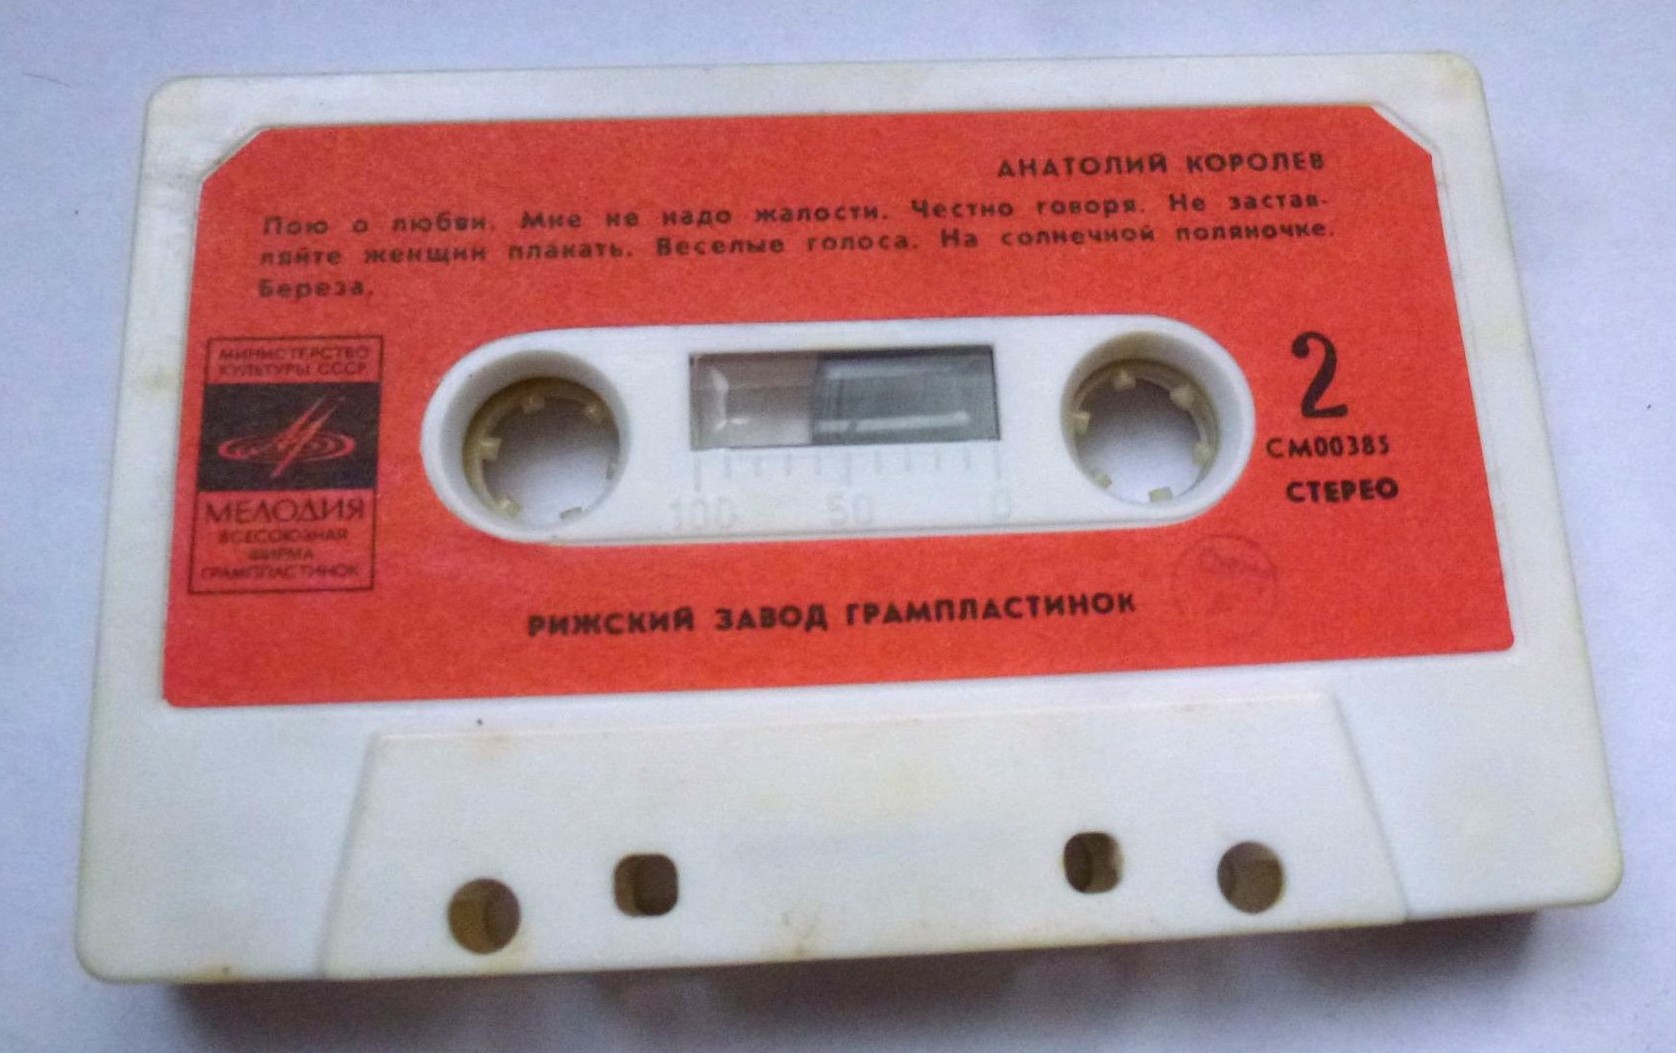 АНАТОЛИЙ КОРОЛЕВ
Пою о любви. Мне не надо жалости. Честно говоря. Не застав-
ляйте женщин плакать. Веселые голоса. На солнечной поляночке.
Береза.
МИНИСТЕРСТВО
КУЛЬТУРЫ СССР
МЕЛОДИЯ
ВСЕСОЮЗНАЯ
ФИРМА
ГРАМПЛАСТИНОК
100 50 0
2
СМ00385
СТЕРЕО
РИЖСКИЙ ЗАВОД ГРАМПЛАСТИНОК